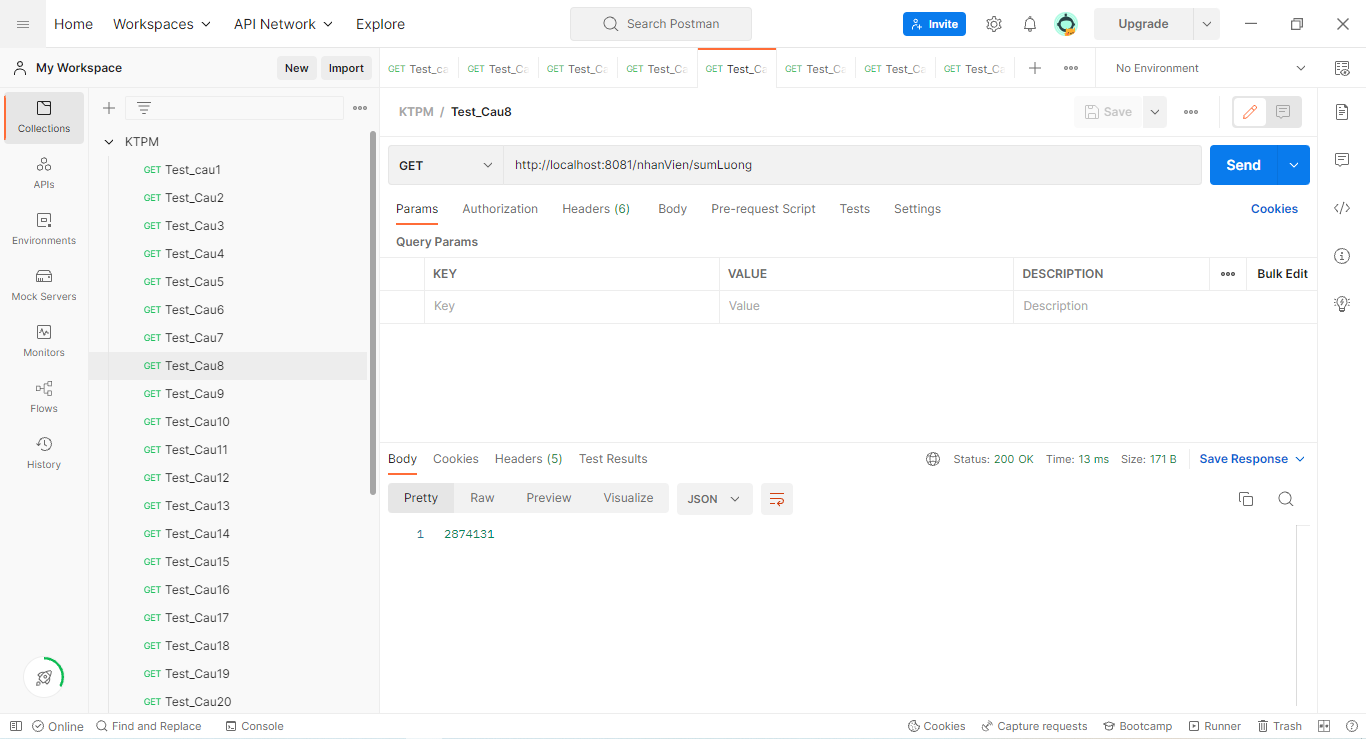 Home Workspaces API Network Explore Search Postman Invite Upgrade
My Workspace New Import GET Test_ca GET Test_Ca GET Test_Ca GET Test_Ca GET Test_Ca GET Test_Ca GET Test_Ca GET Test_Ca No Environment
Collections
APIs
Environments
Mock Servers
Monitors
Flows
History
KTPM
GET Test_cau1
GET Test_Cau2
GET Test_Cau3
GET Test_Cau4
GET Test_Cau5
GET Test_Cau6
GET Test_Cau7
GET Test_Cau8
GET Test_Cau9
GET Test_Cau10
GET Test_Cau11
GET Test_Cau12
GET Test_Cau13
GET Test_Cau14
GET Test_Cau15
GET Test_Cau16
GET Test_Cau17
GET Test_Cau18
GET Test_Cau19
GET Test_Cau20
KTPM / Test_Cau8 Save
GET http://localhost:8081/nhanVien/sumLuong Send
Params Authorization Headers (6) Body Pre-request Script Tests Settings Cookies
Query Params
KEY VALUE DESCRIPTION Bulk Edit
Key Value Description
Body Cookies Headers (5) Test Results Status: 200 OK Time: 13 ms Size: 171 B Save Response
Pretty Raw Preview Visualize JSON
1 2874131
Online Find and Replace Console Cookies Capture requests Bootcamp Runner Trash